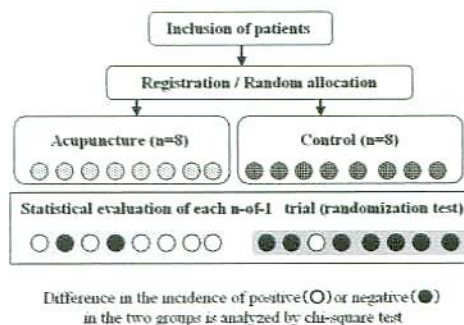 Inclusion of patients
Registration / Random allocation
Acupuncture (n=8)
Control (n=8)
Statistical evaluation of each n-of-1 trial (randomization test)
Difference in the incidence of positive(○)or negative(●)
in the two groups is analyzed by chi-square test